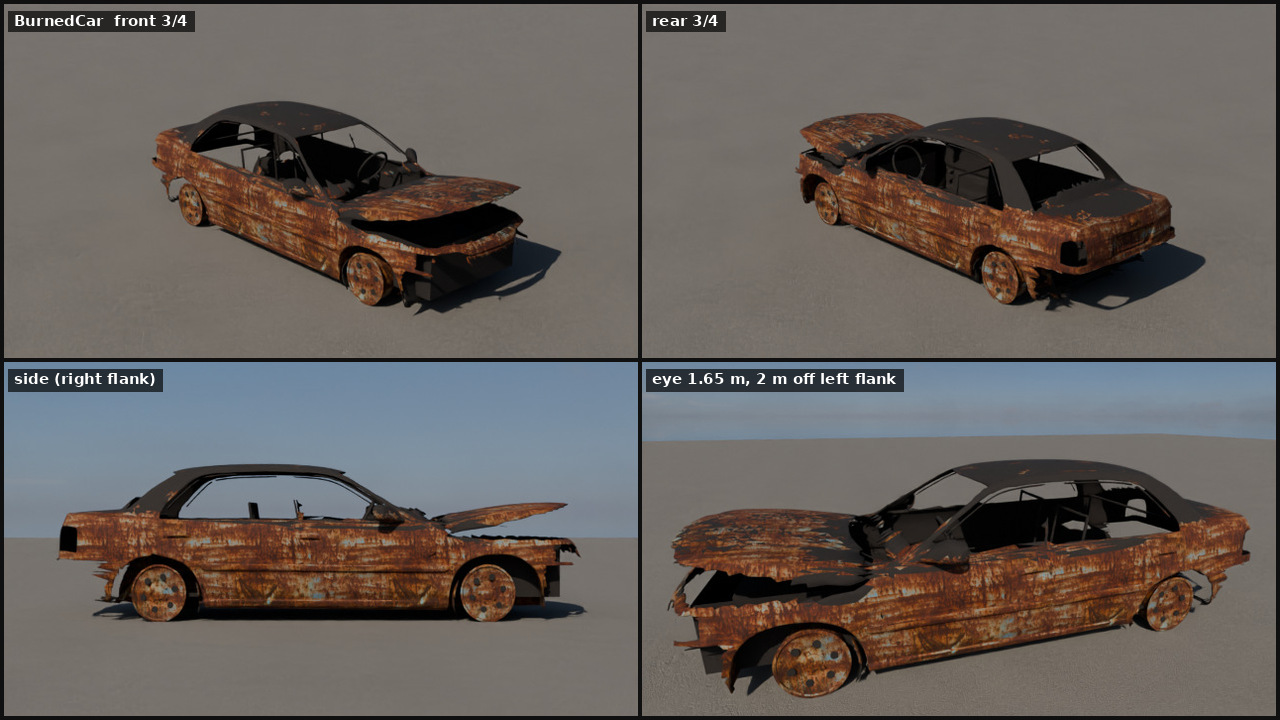 BurnedCar  front 3/4
rear 3/4
side (right flank)
eye 1.65 m, 2 m off left flank